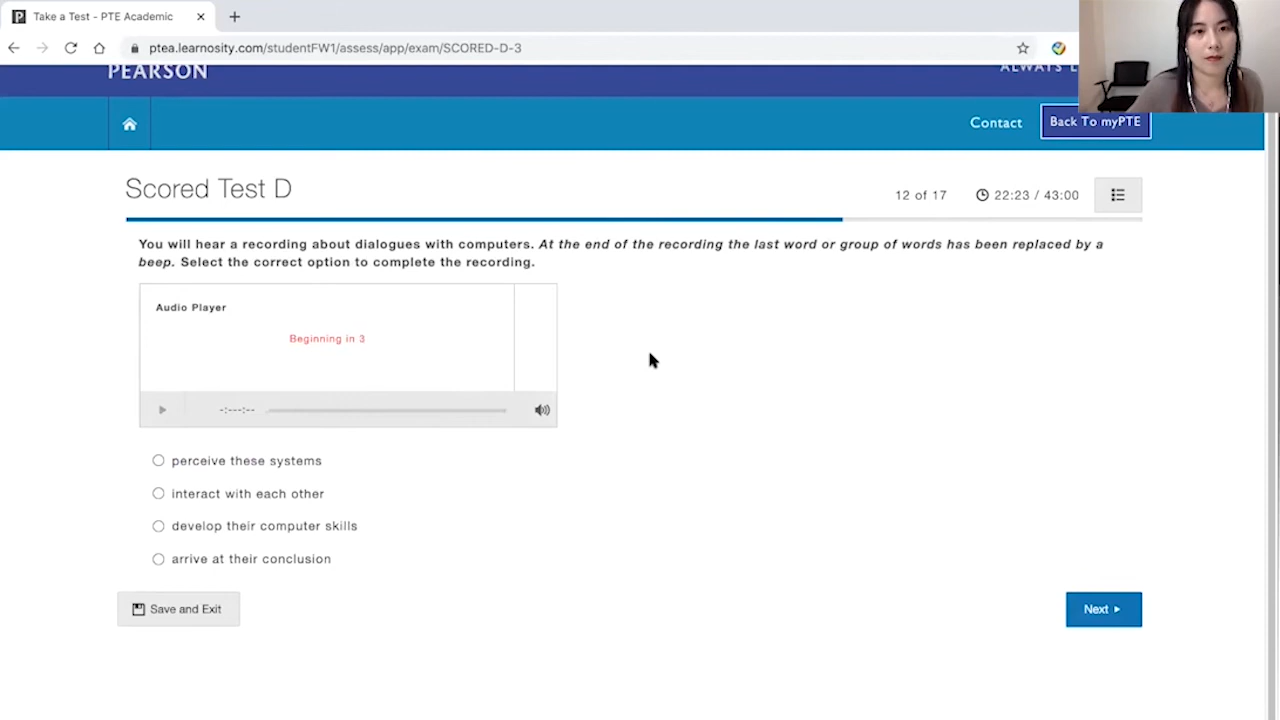 Take a Test - PTE Academic
ptea.learnosity.com/studentFW1/assess/app/exam/SCORED-D-3
PEARSON
ALWAYS L
Contact
Back To myPTE
Scored Test D
12 of 17
22:23 / 43:00
You will hear a recording about dialogues with computers. At the end of the recording the last word or group of words has been replaced by a
beep. Select the correct option to complete the recording.
Audio Player
Beginning in 3
-:---:--
perceive these systems
interact with each other
develop their computer skills
arrive at their conclusion
Save and Exit
Next